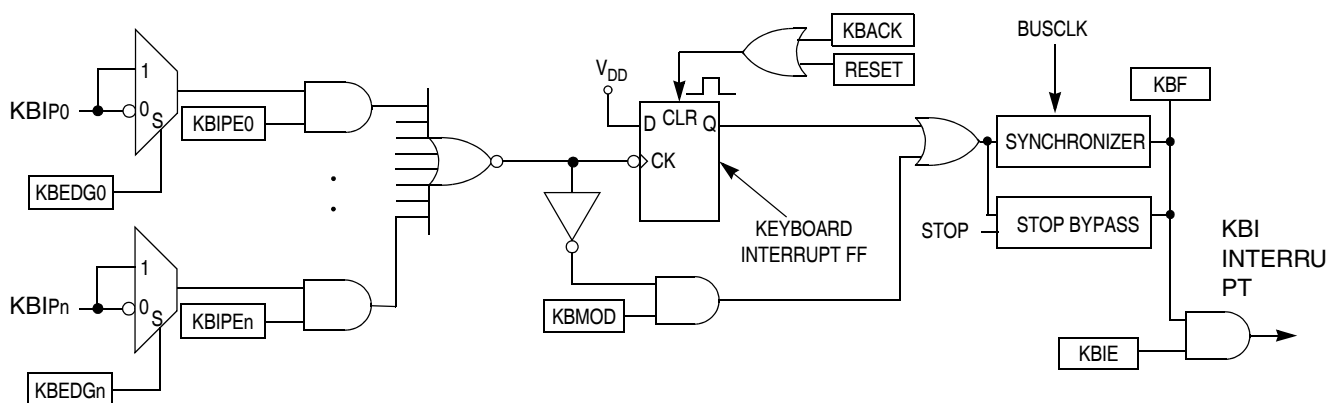 KBACK
RESET
BUSCLK
VDD
KBF
1
KBIP0
0
S
KBIPE0
D CLR Q
CK
SYNCHRONIZER
KBEDG0
KEYBOARD
INTERRUPT FF
STOP
STOP BYPASS
KBI
INTERRU
PT
1
KBIPn
0
S
KBIPEn
KBMOD
KBIE
KBEDGn